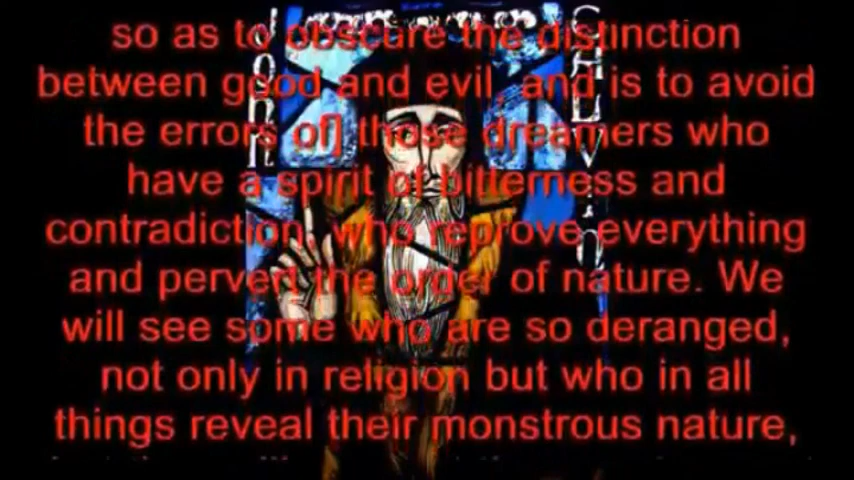 John
Calvin
so as to obscure the distinction
between good and evil, and is to avoid
the errors of] those dreamers who
have a spirit of bitterness and
contradiction, who reprove everything
and pervert the order of nature. We
will see some who are so deranged,
not only in religion but who in all
things reveal their monstrous nature,